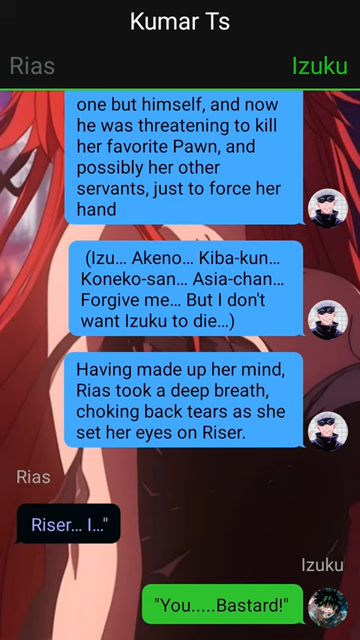 Kumar Ts
Rias
Izuku
one but himself, and now
he was threatening to kill
her favorite Pawn, and
possibly her other
servants, just to force her
hand
(Izu… Akeno… Kiba-kun…
Koneko-san… Asia-chan…
Forgive me… But I don't
want Izuku to die…)
Having made up her mind,
Rias took a deep breath,
choking back tears as she
set her eyes on Riser.
Rias
Riser… I…"
Izuku
"You.....Bastard!"